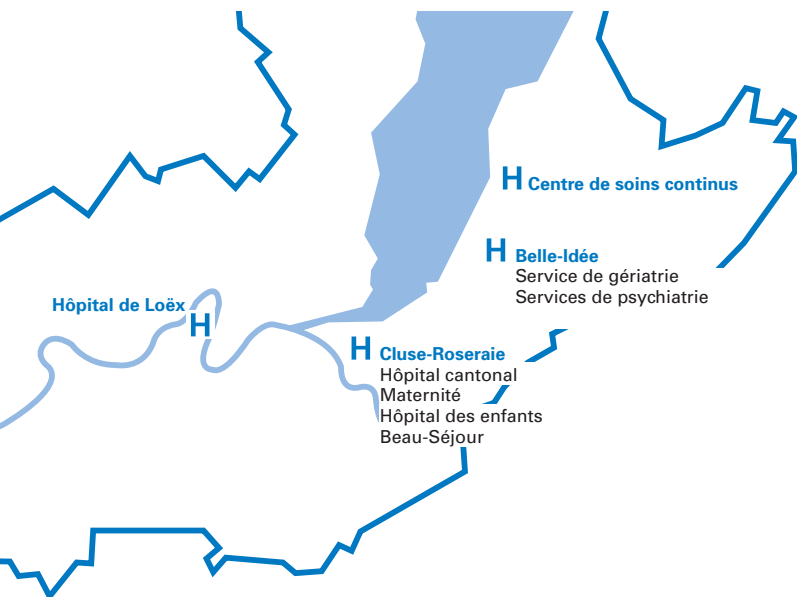 H Centre de soins continus
H Belle-Idée
Service de gériatrie
Services de psychiatrie
Hôpital de Loëx
H
H Cluse-Roseraie
Hôpital cantonal
Maternité
Hôpital des enfants
Beau-Séjour